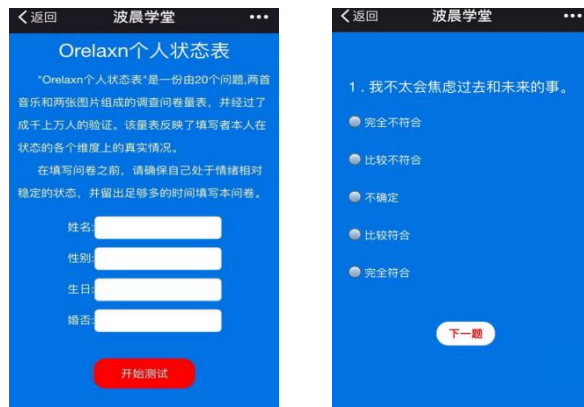 返回 波晨学堂
Orelaxn个人状态表
"Orelaxn个人状态表"是一份由20个问题,两首
音乐和两张图片组成的调查问卷量表，并经过了
成千上万人的验证。该量表反映了填写者本人在
状态的各个维度上的真实情况。
在填写问卷之前，请确保自己处于情绪相对
稳定的状态，并留出足够多的时间填写本问卷。
姓名:
性别:
生日:
婚否:
开始测试
返回 波晨学堂
1．我不太会焦虑过去和未来的事。
完全不符合
比较不符合
不确定
比较符合
完全符合
下一题